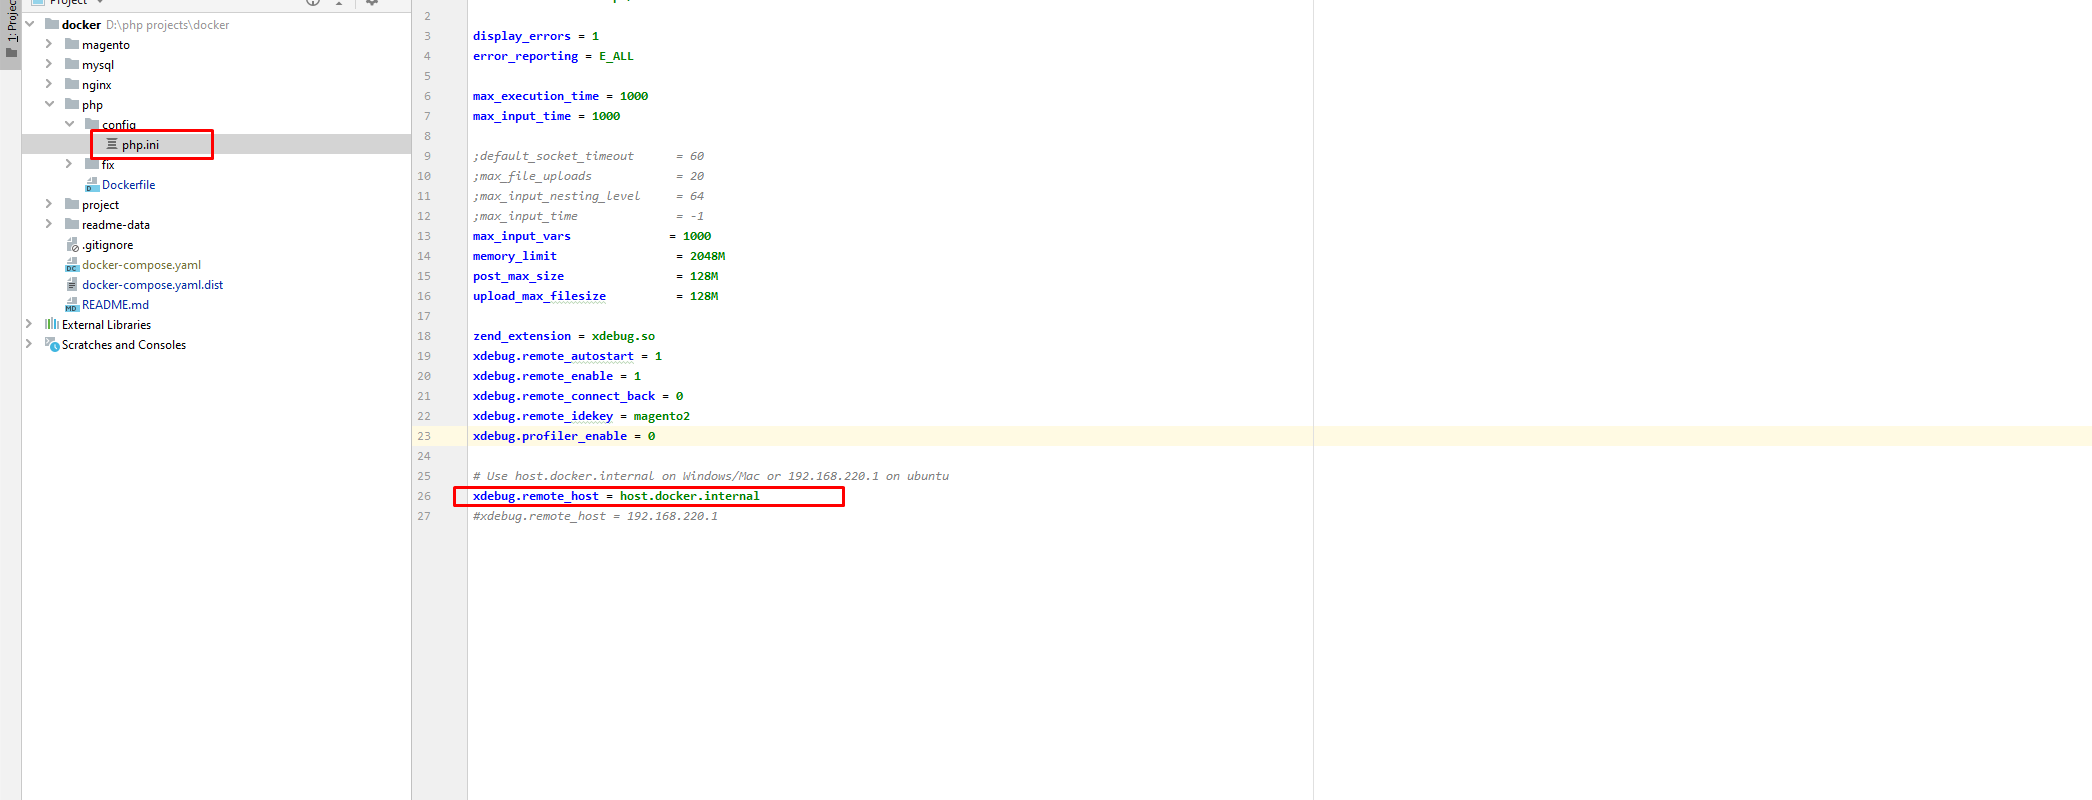 Project
1: Project
docker D:\php projects\docker
magento
mysql
nginx
php
config
php.ini
fix
Dockerfile
project
readme-data
.gitignore
docker-compose.yaml
docker-compose.yaml.dist
README.md
External Libraries
Scratches and Consoles
2
3 display_errors = 1
4 error_reporting = E_ALL
5
6 max_execution_time = 1000
7 max_input_time = 1000
8
9 ;default_socket_timeout = 60
10 ;max_file_uploads = 20
11 ;max_input_nesting_level = 64
12 ;max_input_time = -1
13 max_input_vars = 1000
14 memory_limit = 2048M
15 post_max_size = 128M
16 upload_max_filesize = 128M
17
18 zend_extension = xdebug.so
19 xdebug.remote_autostart = 1
20 xdebug.remote_enable = 1
21 xdebug.remote_connect_back = 0
22 xdebug.remote_idekey = magento2
23 xdebug.profiler_enable = 0
24
25 # Use host.docker.internal on Windows/Mac or 192.168.220.1 on ubuntu
26 xdebug.remote_host = host.docker.internal
27 #xdebug.remote_host = 192.168.220.1